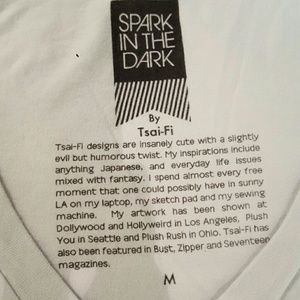 SPARK
IN THE
DARK
By
Tsai-Fi
Tsai-Fi designs are insanely cute with a slightly
evil but humorous twist. My inspirations include
anything Japanese, and everyday life issues
mixed with fantasy. I spend almost every free
moment that one could possibly have in sunny
LA on my laptop, my sketch pad and my sewing
machine. My artwork has been shown at
Dollywood and Hollyweird in Los Angeles, Plush
You in Seattle and Plush Rush in Ohio. Tsai-Fi has
also been featured in Bust, Zipper and Seventeen
magazines.
M